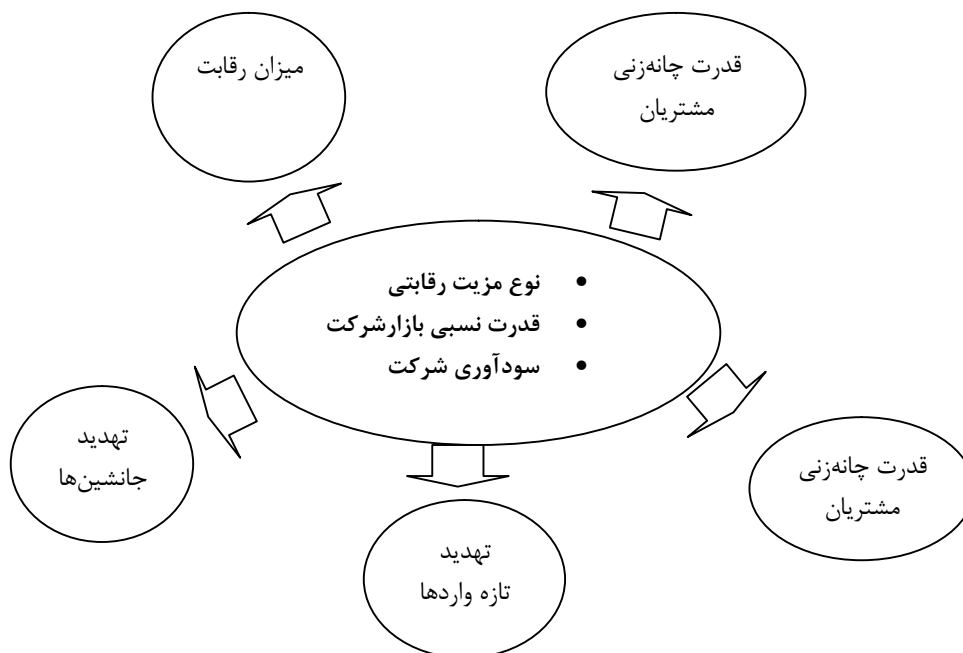 قدرت چانه‌زنی
مشتریان
میزان رقابت
• نوع مزیت رقابتی
• قدرت نسبی بازارشرکت
• سودآوری شرکت
قدرت چانه‌زنی
مشتریان
تهدید
جانشین‌ها
تهدید
تازه واردها